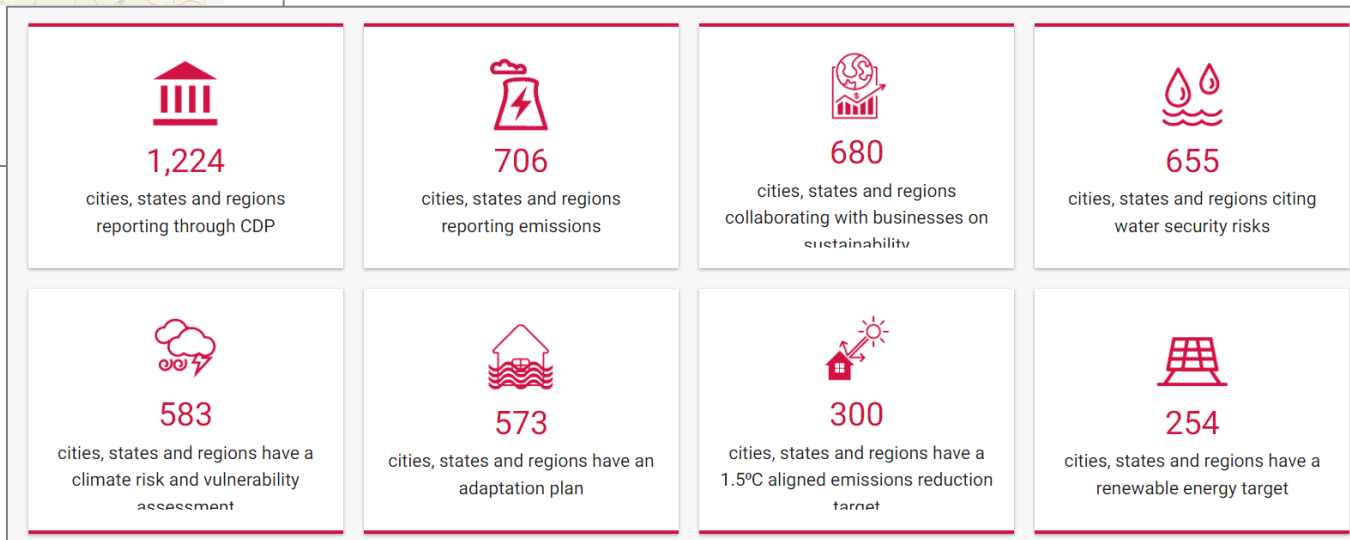 1,224
cities, states and regions
reporting through CDP
706
cities, states and regions
reporting emissions
680
cities, states and regions
collaborating with businesses on
sustainability
655
cities, states and regions citing
water security risks
583
cities, states and regions have a
climate risk and vulnerability
assessment
573
cities, states and regions have an
adaptation plan
300
cities, states and regions have a
1.5ºC aligned emissions reduction
target
254
cities, states and regions have a
renewable energy target